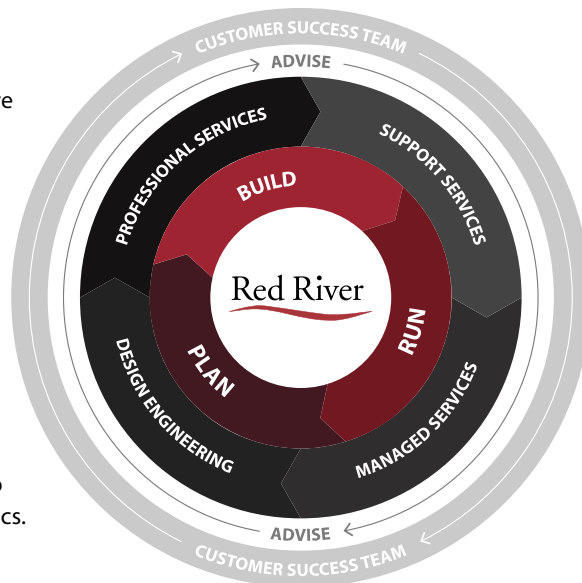 CUSTOMER SUCCESS TEAM
ADVISE
PROFESSIONAL SERVICES
SUPPORT SERVICES
BUILD
Red River
RUN
PLAN
DESIGN ENGINEERING
MANAGED SERVICES
cs.
ADVISE
CUSTOMER SUCCESS TEAM